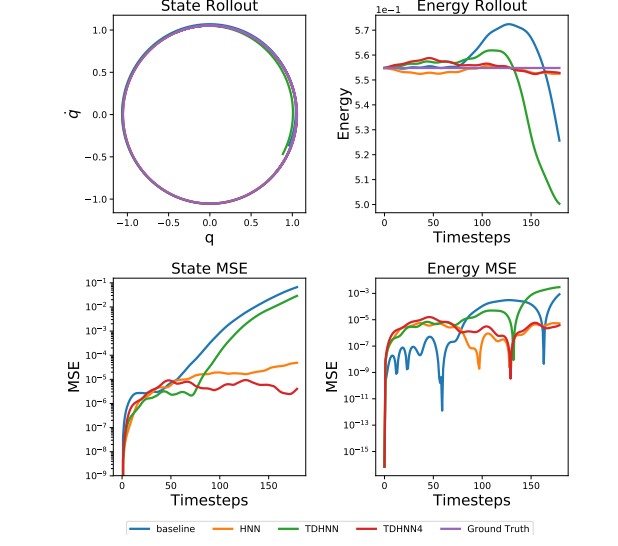 State Rollout
1.0
0.5
0.0
−0.5
−1.0
q̇
−1.0 −0.5 0.0 0.5 1.0
q
Energy Rollout
1e−1
5.7
5.6
5.5
5.4
5.3
5.2
5.1
5.0
Energy
0 50 100 150
Timesteps
State MSE
10⁻¹
10⁻²
10⁻³
10⁻⁴
10⁻⁵
10⁻⁶
10⁻⁷
10⁻⁸
10⁻⁹
MSE
0 50 100 150
Timesteps
Energy MSE
10⁻³
10⁻⁵
10⁻⁷
10⁻⁹
10⁻¹¹
10⁻¹³
10⁻¹⁵
MSE
0 50 100 150
Timesteps
baseline HNN TDHNN TDHNN4 Ground Truth